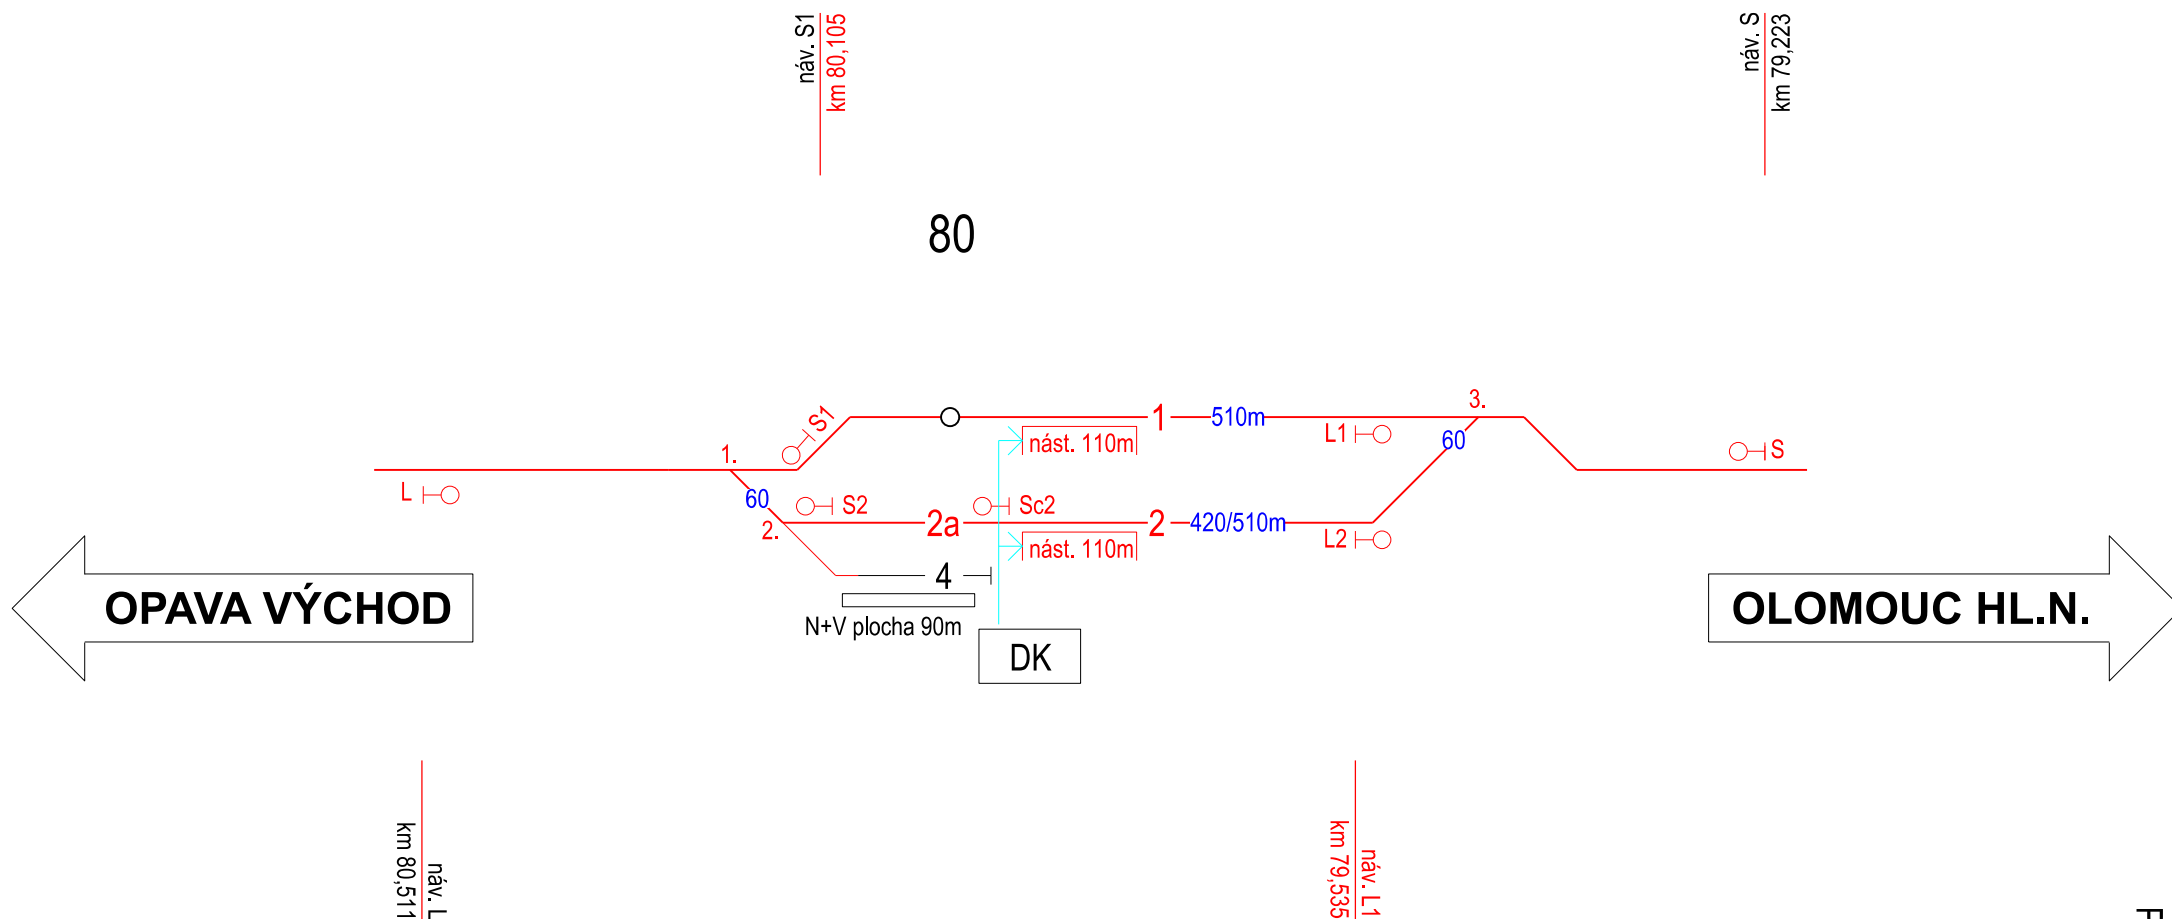 náv. S1
km 80,105
náv. S
km 79,223
80
S1
1
510m
3.
nást. 110m
L1
60
1.
S
L
60
S2
Sc2
2a
2
420/510m
2.
nást. 110m
L2
4
OPAVA VÝCHOD
OLOMOUC HL.N.
N+V plocha 90m
DK
náv. L
km 80,511
náv. L1
km 79,535